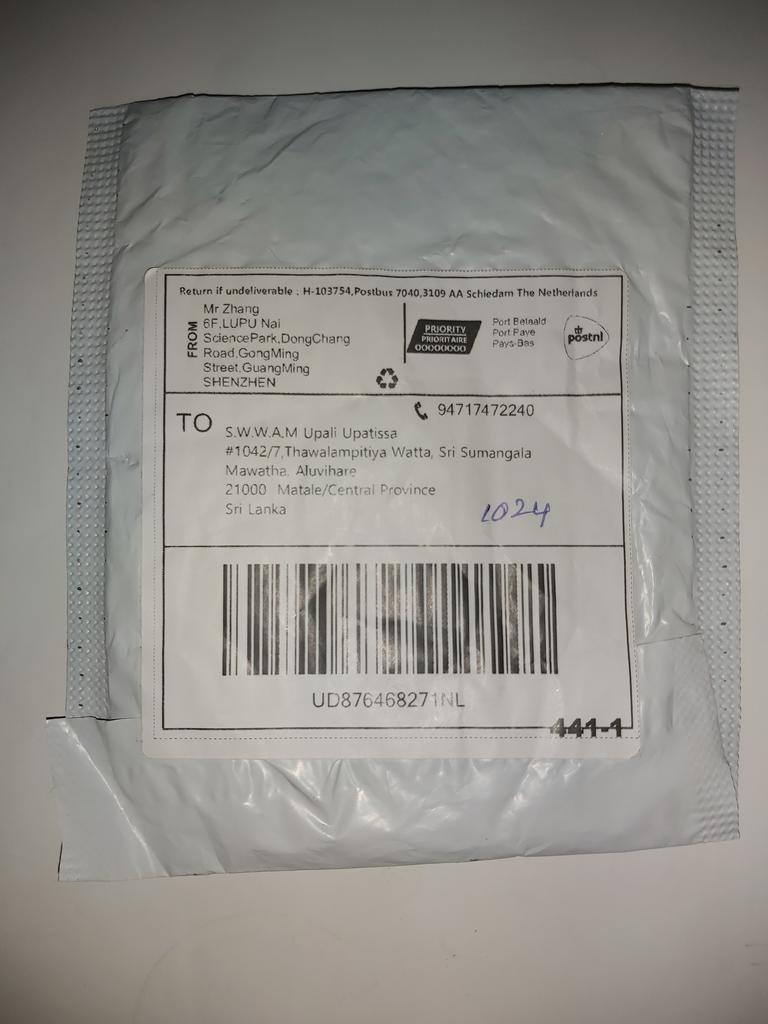 Return if undeliverable : H-103754,Postbus 7040,3109 AA Schiedam The Netherlands
FROM
Mr Zhang
6F,LUPU Nai
SciencePark,DongChang
Road,GongMing
Street,GuangMing
SHENZHEN
PRIORITY
PRIORITAIRE
00000000
Port Betaald
Port Paye
Pays-Bas
postnl
94717472240
TO
S.W.W.A.M Upali Upatissa
#1042/7,Thawalampitiya Watta, Sri Sumangala
Mawatha, Aluvihare
21000 Matale/Central Province
Sri Lanka
1024
UD876468271NL
441-1